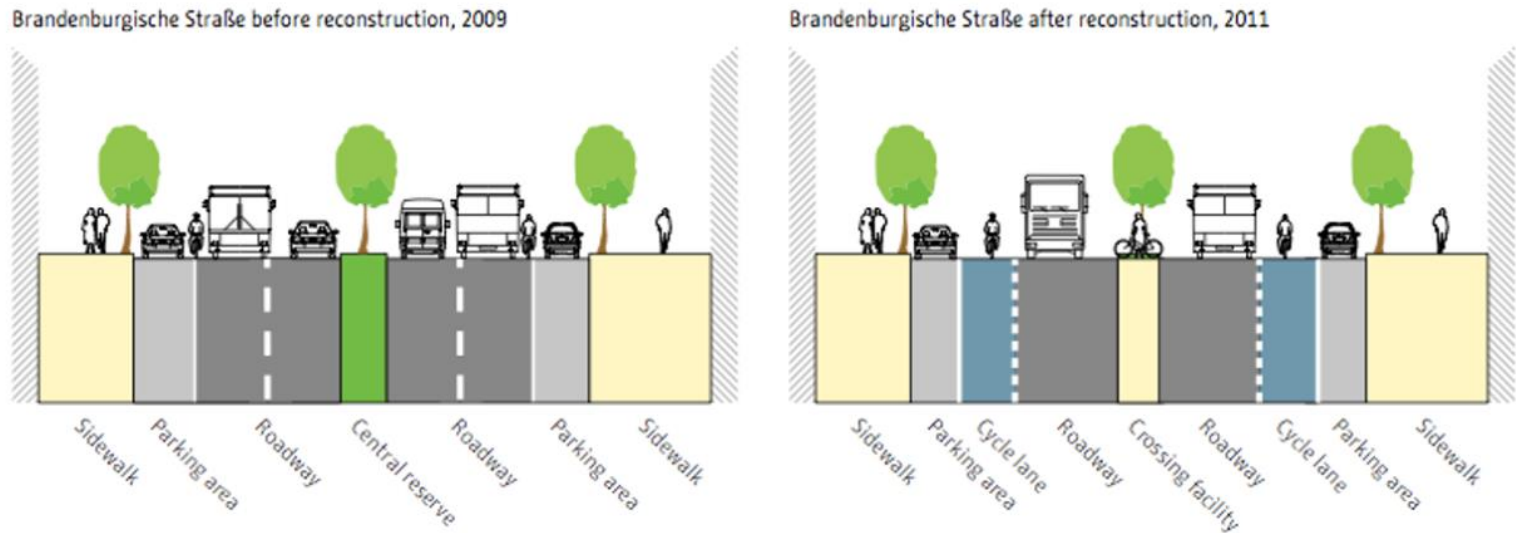 Brandenburgische Straße before reconstruction, 2009
Sidewalk
Parking area
Roadway
Central reserve
Roadway
Parking area
Sidewalk
Brandenburgische Straße after reconstruction, 2011
Sidewalk
Parking area
Cycle lane
Roadway
Crossing facility
Roadway
Cycle lane
Parking area
Sidewalk